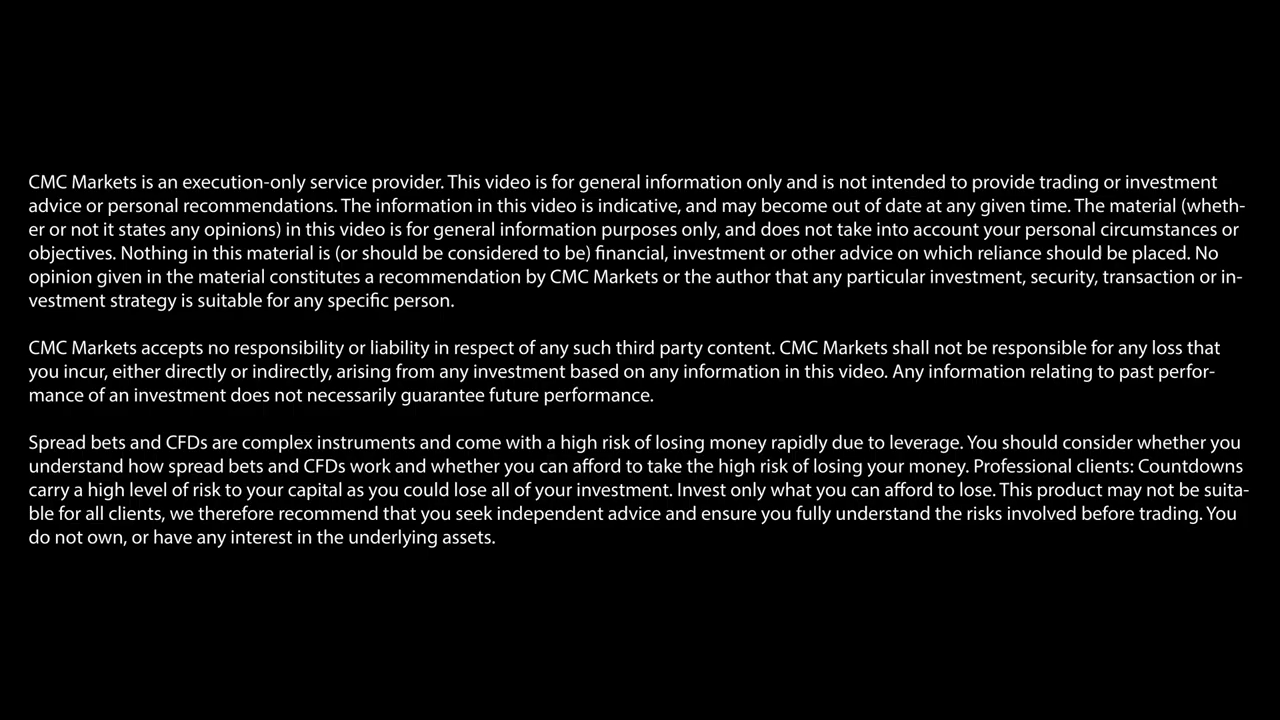 CMC Markets is an execution-only service provider. This video is for general information only and is not intended to provide trading or investment
advice or personal recommendations. The information in this video is indicative, and may become out of date at any given time. The material (wheth-
er or not it states any opinions) in this video is for general information purposes only, and does not take into account your personal circumstances or
objectives. Nothing in this material is (or should be considered to be) financial, investment or other advice on which reliance should be placed. No
opinion given in the material constitutes a recommendation by CMC Markets or the author that any particular investment, security, transaction or in-
vestment strategy is suitable for any specific person.
CMC Markets accepts no responsibility or liability in respect of any such third party content. CMC Markets shall not be responsible for any loss that
you incur, either directly or indirectly, arising from any investment based on any information in this video. Any information relating to past perfor-
mance of an investment does not necessarily guarantee future performance.
Spread bets and CFDs are complex instruments and come with a high risk of losing money rapidly due to leverage. You should consider whether you
understand how spread bets and CFDs work and whether you can afford to take the high risk of losing your money. Professional clients: Countdowns
carry a high level of risk to your capital as you could lose all of your investment. Invest only what you can afford to lose. This product may not be suita-
ble for all clients, we therefore recommend that you seek independent advice and ensure you fully understand the risks involved before trading. You
do not own, or have any interest in the underlying assets.